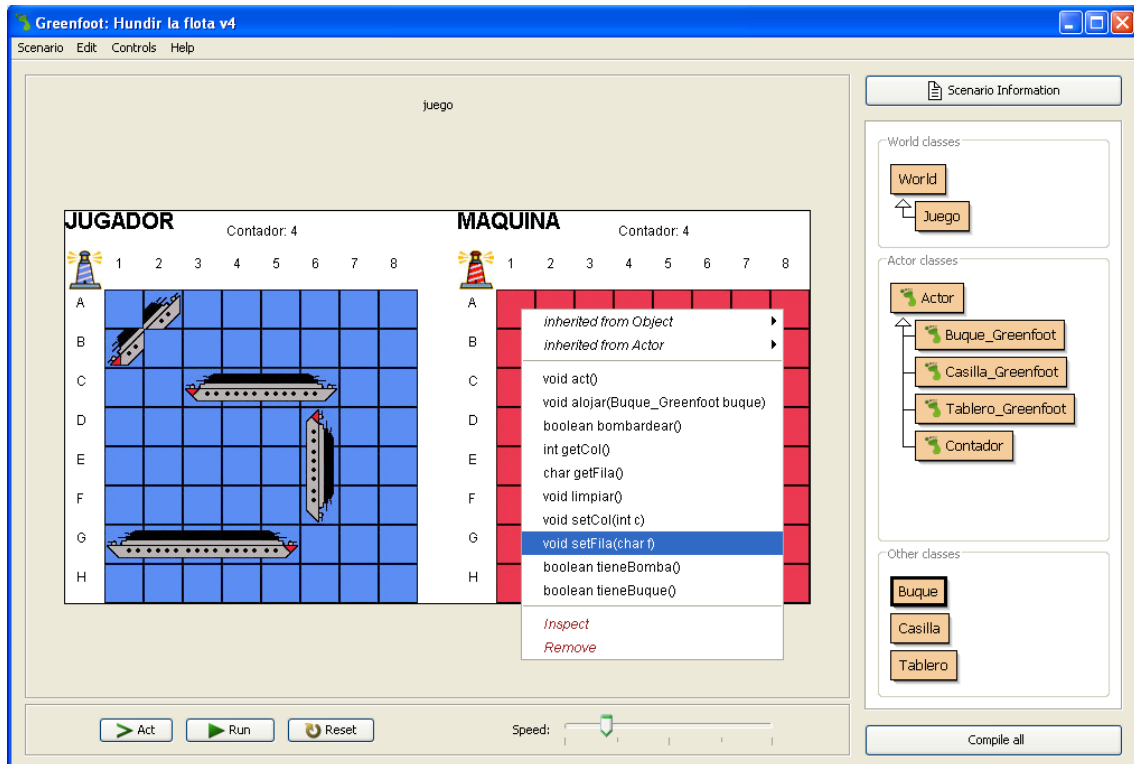 Greenfoot: Hundir la flota v4
Scenario Edit Controls Help
juego
JUGADOR
Contador: 4
1 2 3 4 5 6 7 8
A
B
C
D
E
F
G
H
MAQUINA
Contador: 4
1 2 3 4 5 6 7 8
A
B
C
D
E
F
G
H
inherited from Object
inherited from Actor
void act()
void alojar(Buque_Greenfoot buque)
boolean bombardear()
int getCol()
char getFila()
void limpiar()
void setCol(int c)
void setFila(char f)
boolean tieneBomba()
boolean tieneBuque()
Inspect
Remove
Act Run Reset Speed:
Scenario Information
World classes
World
Juego
Actor classes
Actor
Buque_Greenfoot
Casilla_Greenfoot
Tablero_Greenfoot
Contador
Other classes
Buque
Casilla
Tablero
Compile all